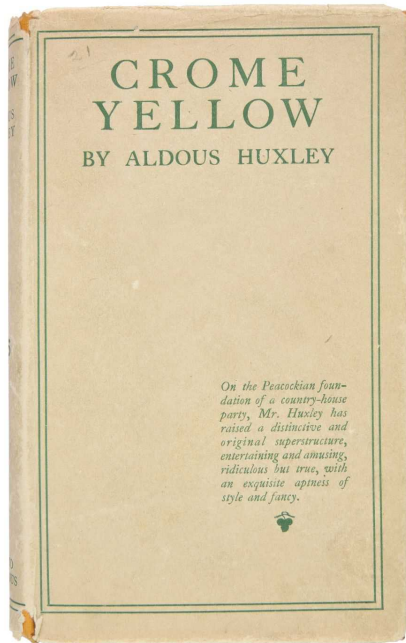 CROME
YELLOW
BY ALDOUS HUXLEY
On the Peacockian foun-
dation of a country-house
party, Mr. Huxley has
raised a distinctive and
original superstructure,
entertaining and amusing,
ridiculous but true, with
an exquisite aptness of
style and fancy.